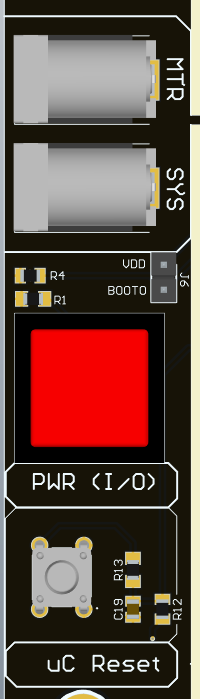 MTR
SYS
VDD
R4
J6
BOOT0
R1
PWR (I/O)
R13
C19
R12
uC Reset